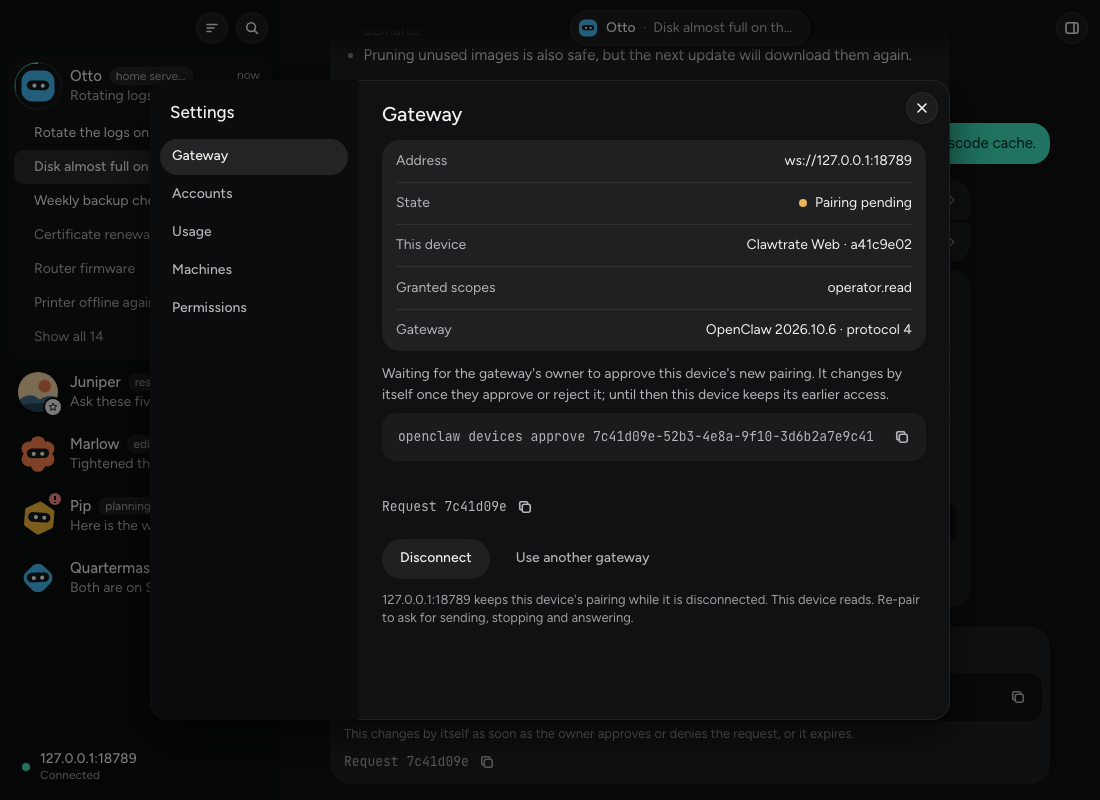 demand.
Otto · Disk almost full on th...
Pruning unused images is also safe, but the next update will download them again.
Otto home serve... now
Rotating logs
Rotate the logs on
Disk almost full on
Weekly backup
Certificate
Router firmware
Printer offline
Show all 14
Juniper
Ask these
Marlow
Tightened
Pip planning
Here is the
Both are on
127.0.0.1:18789
Connected
Settings
Gateway
Accounts
Usage
Machines
Permissions
Gateway
Address ws://127.0.0.1:18789
State Pairing pending
This device Clawtrate Web · a41c9e02
Granted scopes operator.read
Gateway OpenClaw 2026.10.6 · protocol 4
Waiting for the gateway's owner to approve this device's new pairing. It changes by
itself once they approve or reject it; until then this device keeps its earlier access.
openclaw devices approve 7c41d09e-52b3-4e8a-9f10-3d6b2a7e9c41
Request 7c41d09e
Disconnect Use another gateway
127.0.0.1:18789 keeps this device's pairing while it is disconnected. This device reads. Re-pair
to ask for sending, stopping and answering.
cache.
This changes by itself as soon as the owner approves or denies the request, or it expires.
Request 7c41d09e